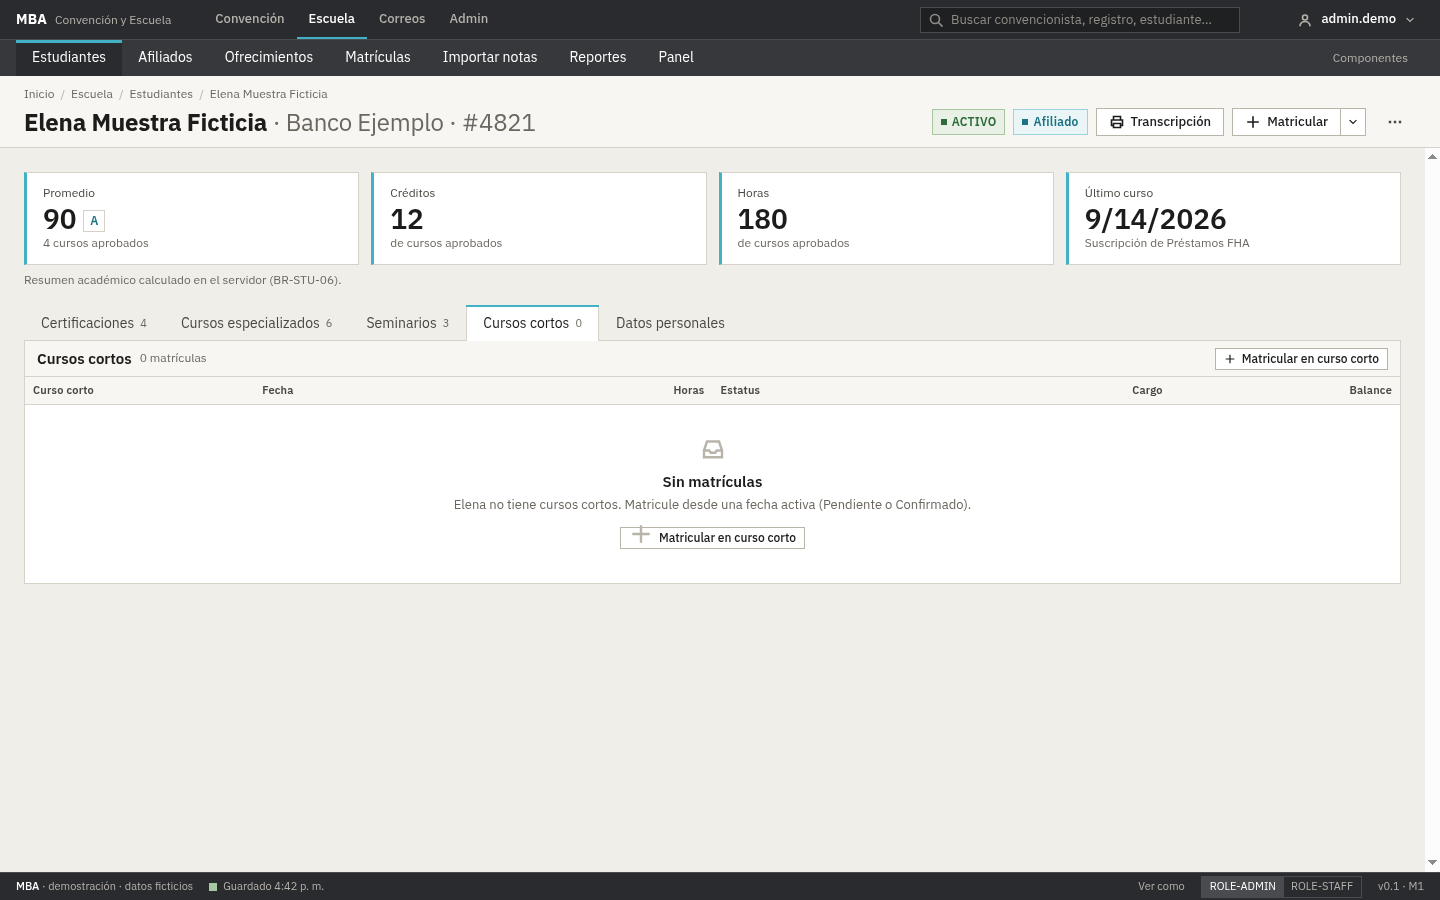 MBA Convención y Escuela Convención Escuela Correos Admin Buscar convencionista, registro, estudiante... admin.demo
Estudiantes Afiliados Ofrecimientos Matrículas Importar notas Reportes Panel Componentes
Inicio / Escuela / Estudiantes / Elena Muestra Ficticia
Elena Muestra Ficticia · Banco Ejemplo · #4821 ACTIVO Afiliado Transcripción Matricular
Promedio
90 A
4 cursos aprobados
Créditos
12
de cursos aprobados
Horas
180
de cursos aprobados
Último curso
9/14/2026
Suscripción de Préstamos FHA
Resumen académico calculado en el servidor (BR-STU-06).
Certificaciones 4 Cursos especializados 6 Seminarios 3 Cursos cortos 0 Datos personales
Cursos cortos 0 matrículas Matricular en curso corto
Curso corto Fecha Horas Estatus Cargo Balance
Sin matrículas
Elena no tiene cursos cortos. Matricule desde una fecha activa (Pendiente o Confirmado).
Matricular en curso corto
MBA · demostración · datos ficticios Guardado 4:42 p. m. Ver como ROLE-ADMIN ROLE-STAFF v0.1 · M1